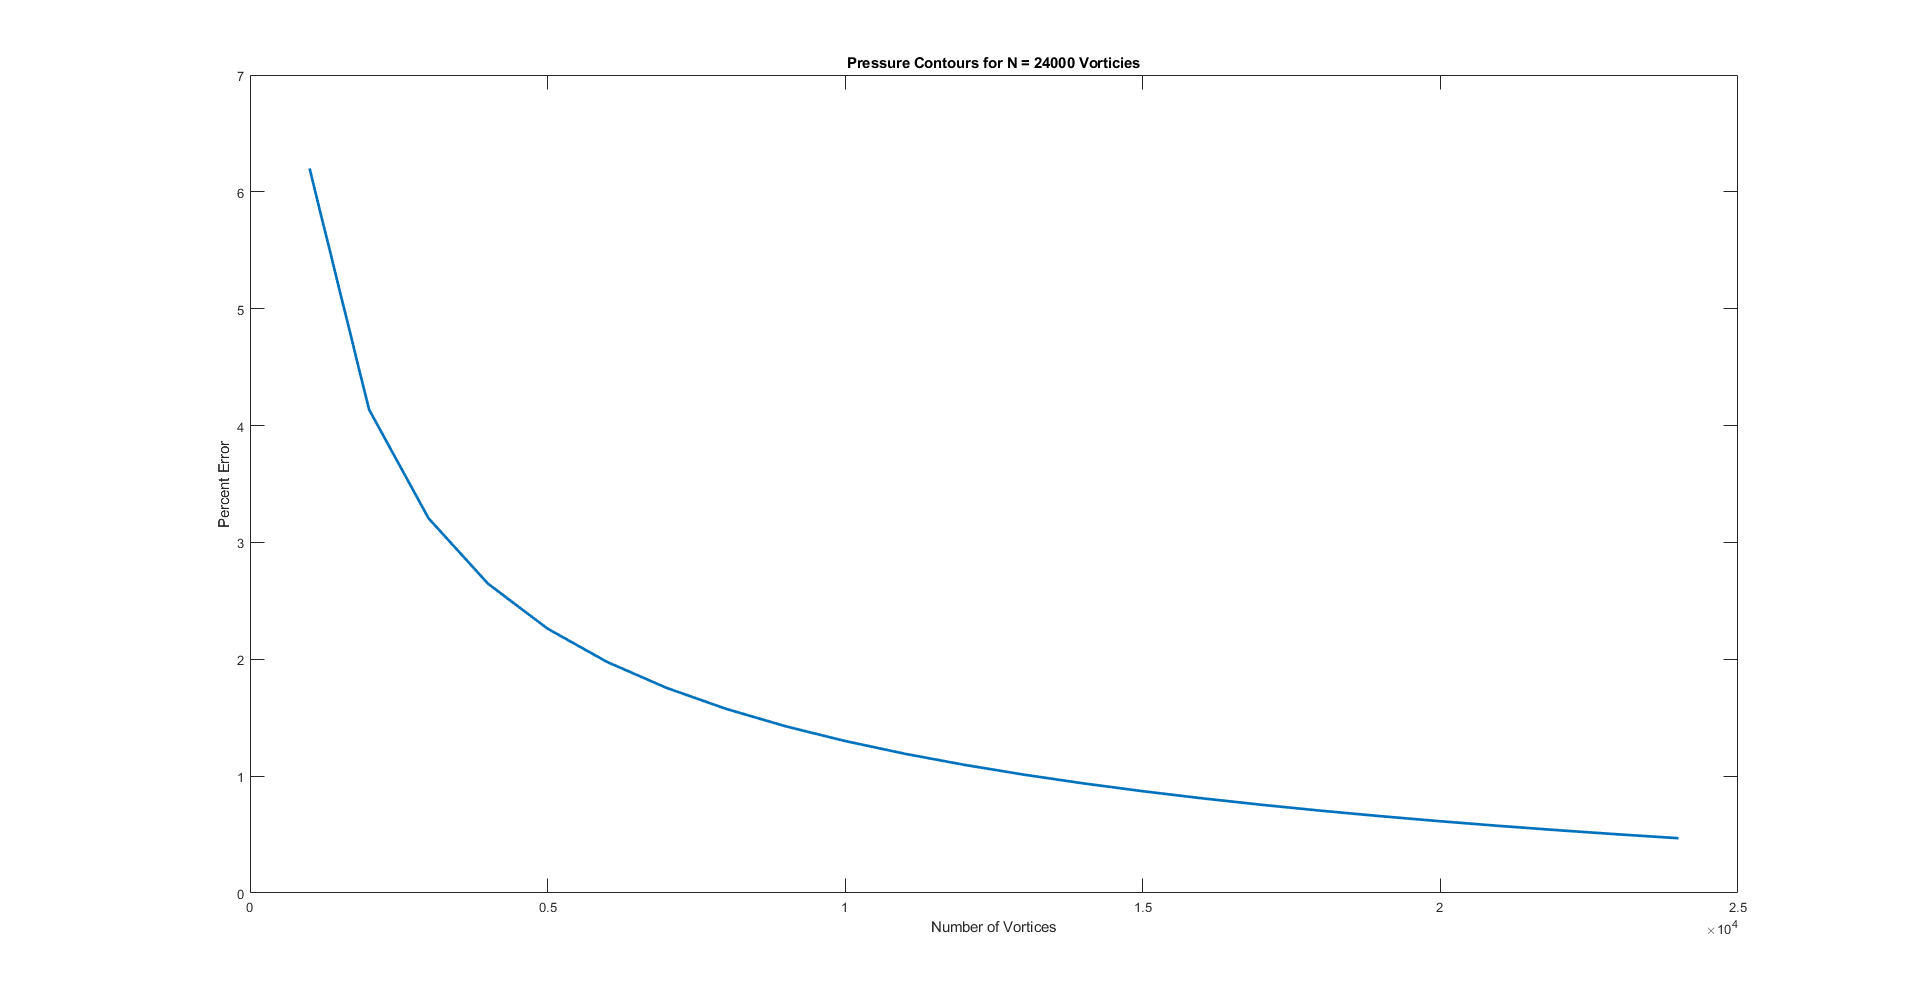 Pressure Contours for N = 24000 Vorticies
7
6
5
4
3
2
1
0
Percent Error
0 0.5 1 1.5 2 2.5
×10^4
Number of Vortices